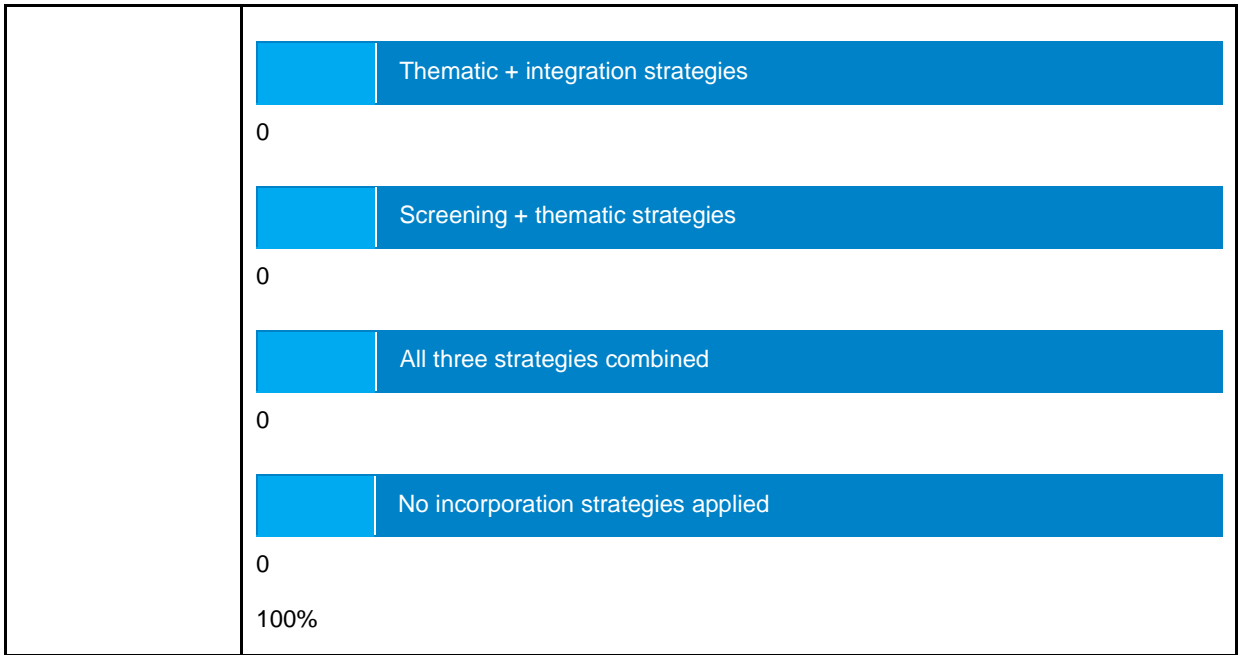 Thematic + integration strategies
0
Screening + thematic strategies
0
All three strategies combined
0
No incorporation strategies applied
0
100%